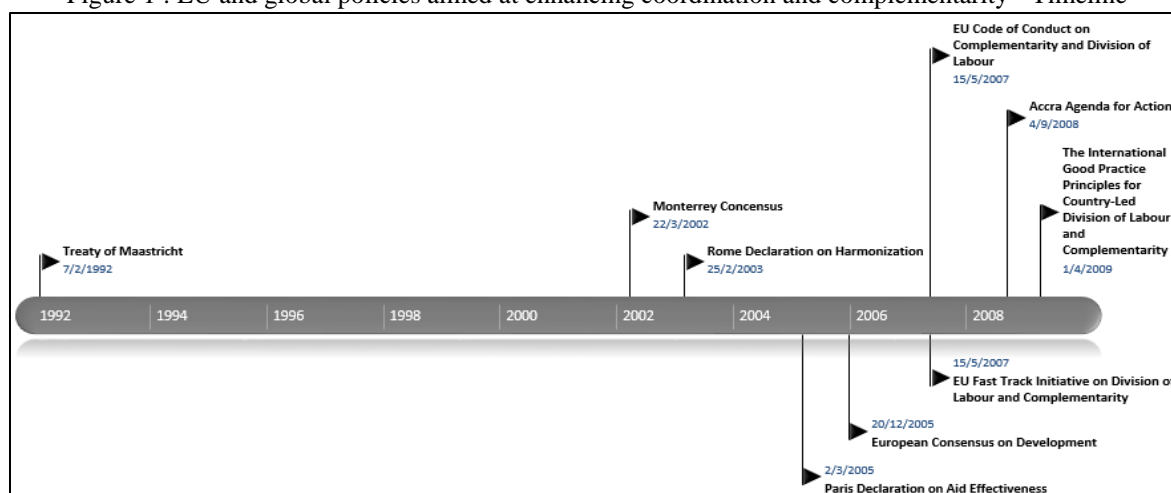 Figure 1 : EU and global policies aimed at enhancing coordination and complementarity - Timeline
EU Code of Conduct on
Complementarity and Division of
Labour
15/5/2007
Accra Agenda for Action
4/9/2008
The International
Good Practice
Principles for
Country-Led
Division of Labour
and
Complementarity
1/4/2009
Monterrey Concensus
22/3/2002
Treaty of Maastricht
7/2/1992
Rome Declaration on Harmonization
25/2/2003
1992 1994 1996 1998 2000 2002 2004 2006 2008
15/5/2007
EU Fast Track Initiative on Division of
Labour and Complementarity
20/12/2005
European Consensus on Development
2/3/2005
Paris Declaration on Aid Effectiveness